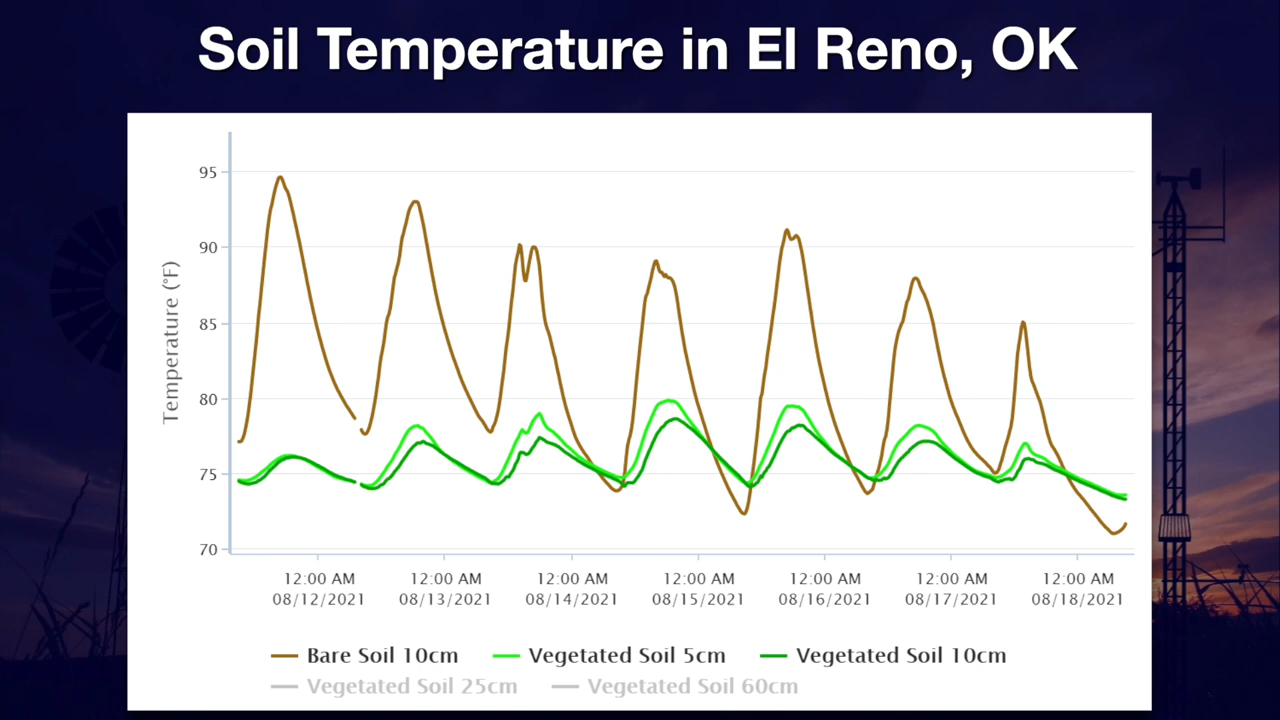 Soil Temperature in El Reno, OK
Temperature (°F)
95
90
85
80
75
70
12:00 AM 12:00 AM 12:00 AM 12:00 AM 12:00 AM 12:00 AM 12:00 AM
08/12/2021 08/13/2021 08/14/2021 08/15/2021 08/16/2021 08/17/2021 08/18/2021
Bare Soil 10cm Vegetated Soil 5cm Vegetated Soil 10cm
Vegetated Soil 25cm Vegetated Soil 60cm